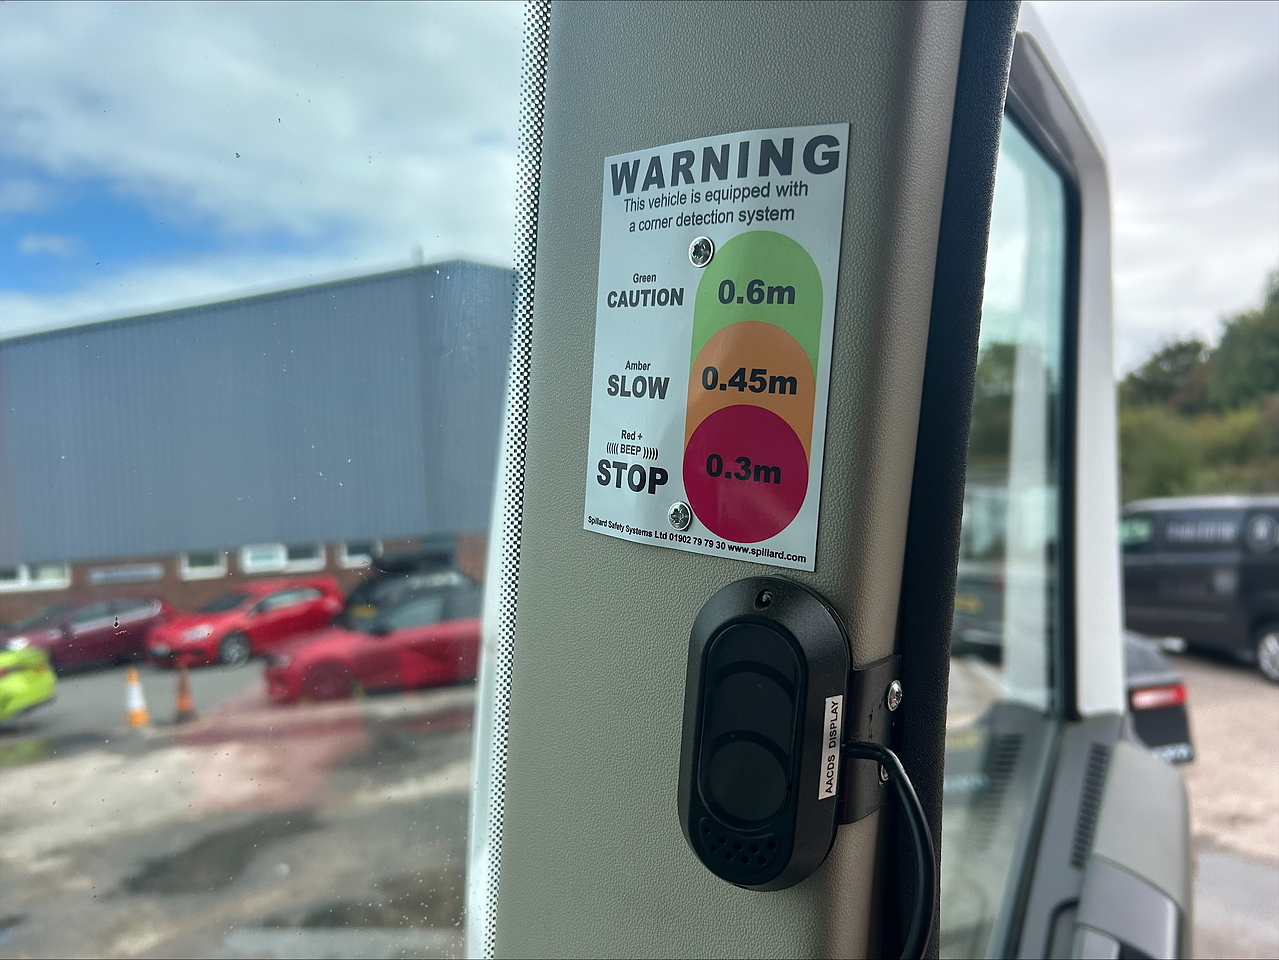 WARNING
This vehicle is equipped with
a corner detection system
Green
CAUTION
0.6m
Amber
SLOW
0.45m
Red +
((((( BEEP )))))
STOP
0.3m
Spillard Safety Systems Ltd 01902 79 79 30 www.spillard.com
AACDS DISPLAY